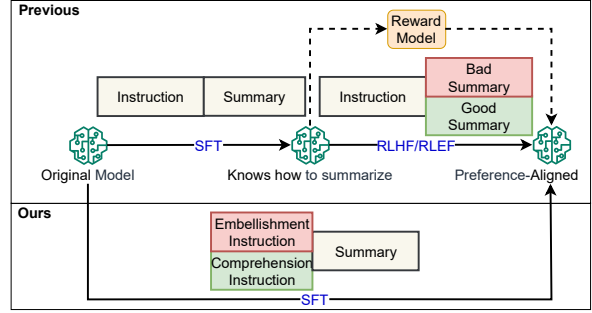 Previous
Reward
Model
Instruction
Summary
Instruction
Bad
Summary
Good
Summary
SFT
RLHF/RLEF
Original Model
Knows how to summarize
Preference-Aligned
Ours
Embellishment
Instruction
Comprehension
Instruction
Summary
SFT